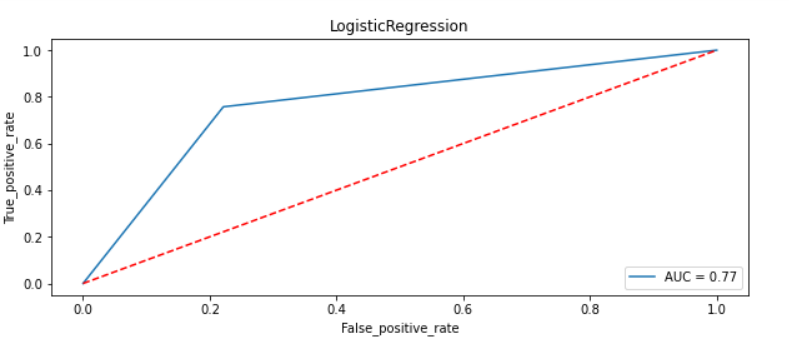 LogisticRegression
1.0
0.8
0.6
0.4
0.2
0.0
True_positive_rate
AUC = 0.77
0.0 0.2 0.4 0.6 0.8 1.0
False_positive_rate